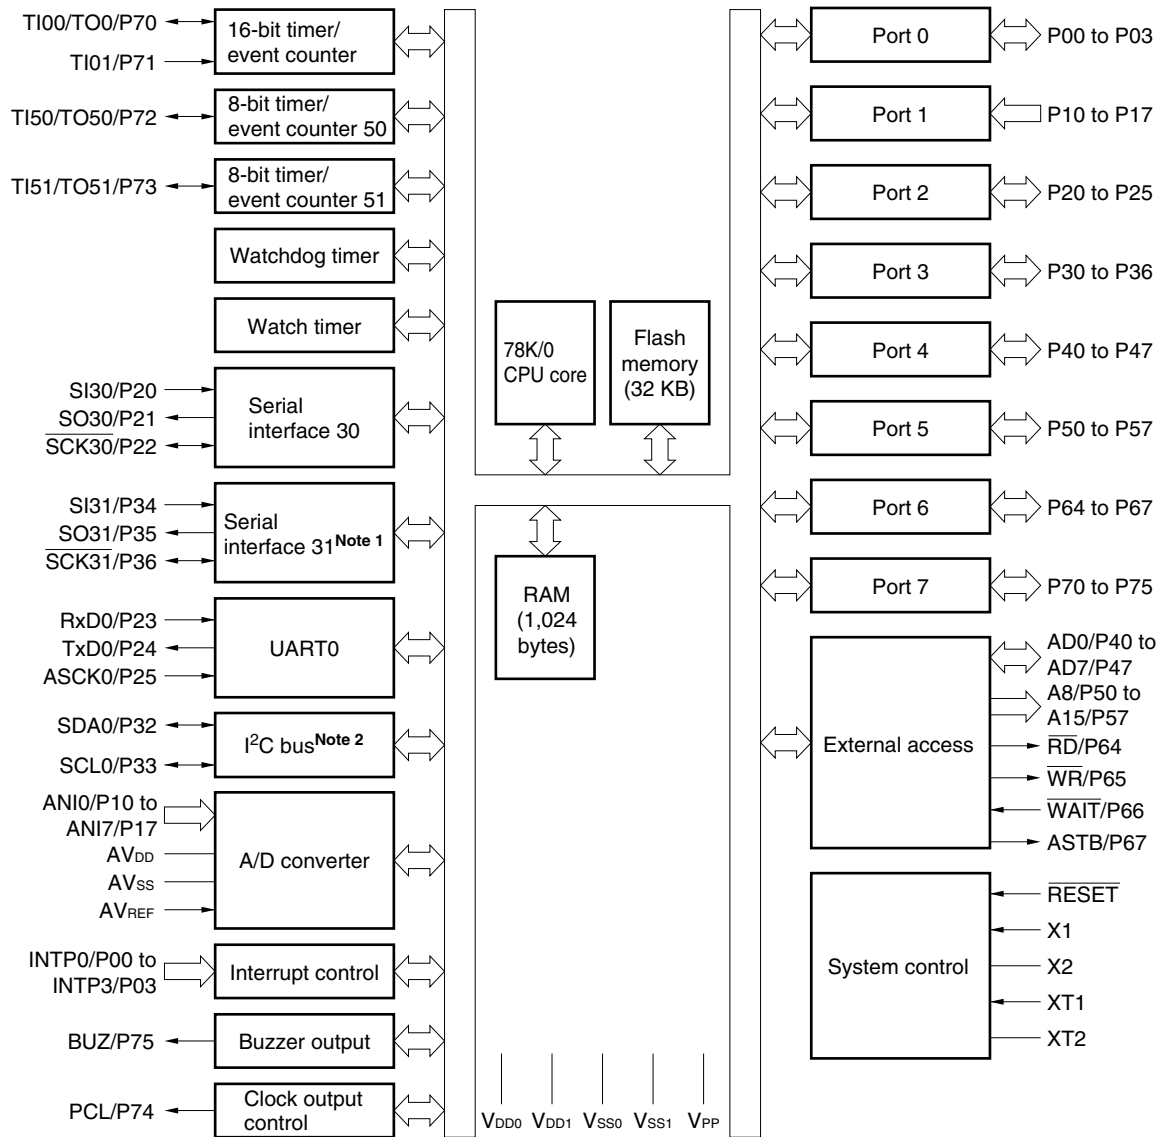 TI00/TO0/P70
TI01/P71
16-bit timer/
event counter
TI50/TO50/P72
8-bit timer/
event counter 50
TI51/TO51/P73
8-bit timer/
event counter 51
Watchdog timer
Watch timer
SI30/P20
SO30/P21
SCK30/P22
Serial
interface 30
SI31/P34
SO31/P35
SCK31/P36
Serial
interface 31 Note 1
RxD0/P23
TxD0/P24
ASCK0/P25
UART0
SDA0/P32
SCL0/P33
I²C bus Note 2
ANI0/P10 to
ANI7/P17
AVDD
AVSS
AVREF
A/D converter
INTP0/P00 to
INTP3/P03
Interrupt control
BUZ/P75
Buzzer output
PCL/P74
Clock output
control
78K/0
CPU core
Flash
memory
(32 KB)
RAM
(1,024
bytes)
VDD0 VDD1 VSS0 VSS1 VPP
Port 0
P00 to P03
Port 1
P10 to P17
Port 2
P20 to P25
Port 3
P30 to P36
Port 4
P40 to P47
Port 5
P50 to P57
Port 6
P64 to P67
Port 7
P70 to P75
External access
AD0/P40 to
AD7/P47
A8/P50 to
A15/P57
RD/P64
WR/P65
WAIT/P66
ASTB/P67
System control
RESET
X1
X2
XT1
XT2